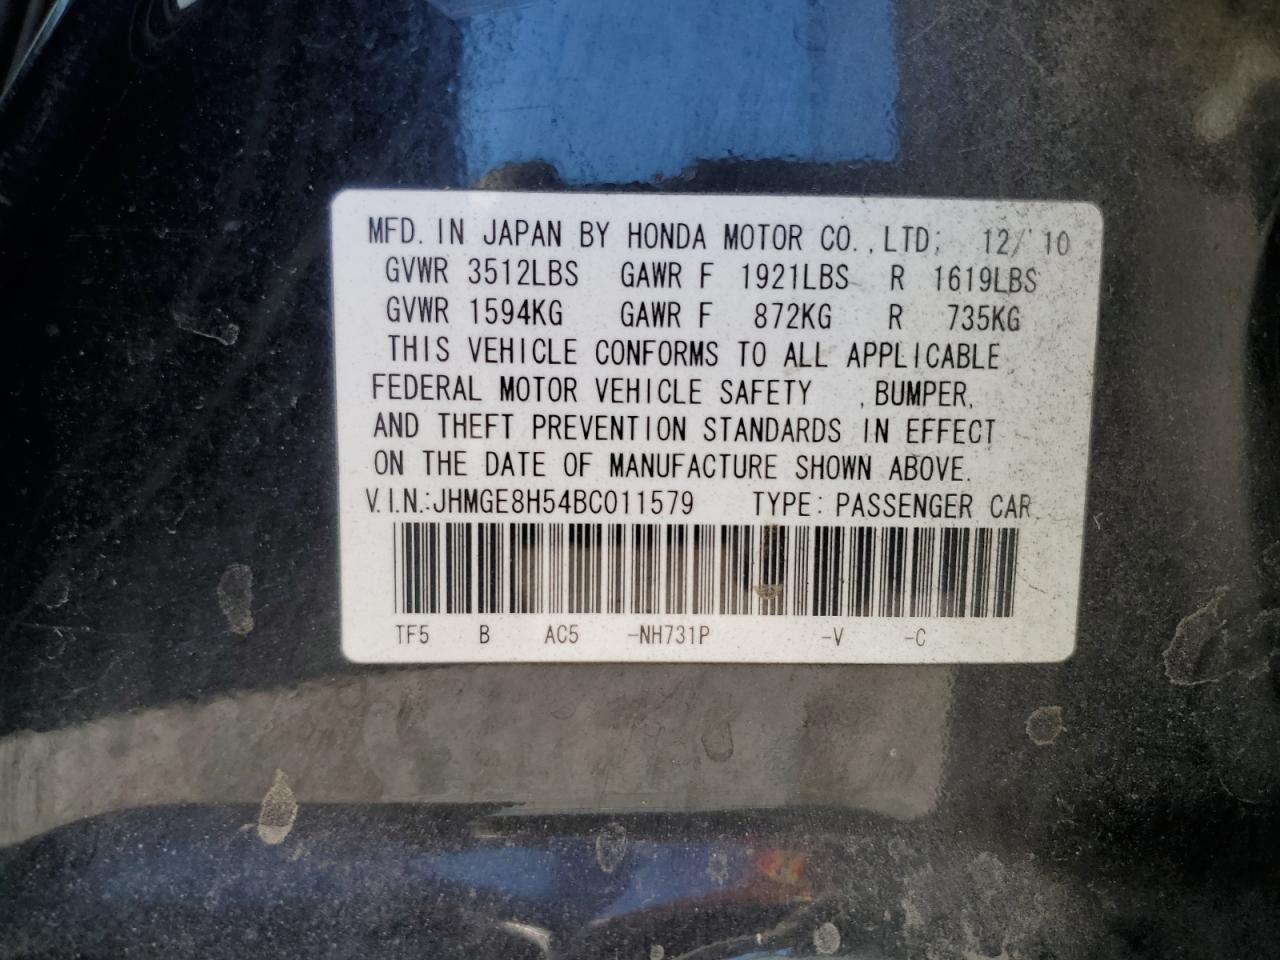 MFD. IN JAPAN BY HONDA MOTOR CO.,LTD; 12/'10
GVWR 3512LBS GAWR F 1921LBS R 1619LBS
GVWR 1594KG GAWR F 872KG R 735KG
THIS VEHICLE CONFORMS TO ALL APPLICABLE
FEDERAL MOTOR VEHICLE SAFETY ,BUMPER,
AND THEFT PREVENTION STANDARDS IN EFFECT
ON THE DATE OF MANUFACTURE SHOWN ABOVE.
V.I.N.:JHMGE8H54BC011579 TYPE: PASSENGER CAR
TF5 B AC5 -NH731P -V -C